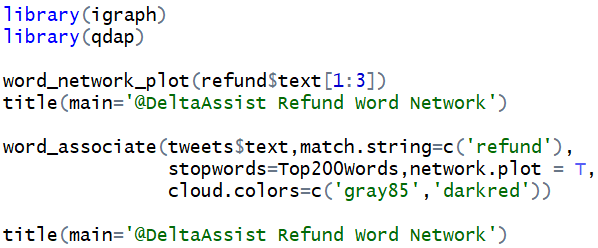 library(igraph)
library(qdap)
word_network_plot(refund$text[1:3])
title(main='@DeltaAssist Refund Word Network')
word_associate(tweets$text,match.string=c('refund'),
stopwords=Top200Words,network.plot = T,
cloud.colors=c('gray85','darkred'))
title(main='@DeltaAssist Refund Word Network')